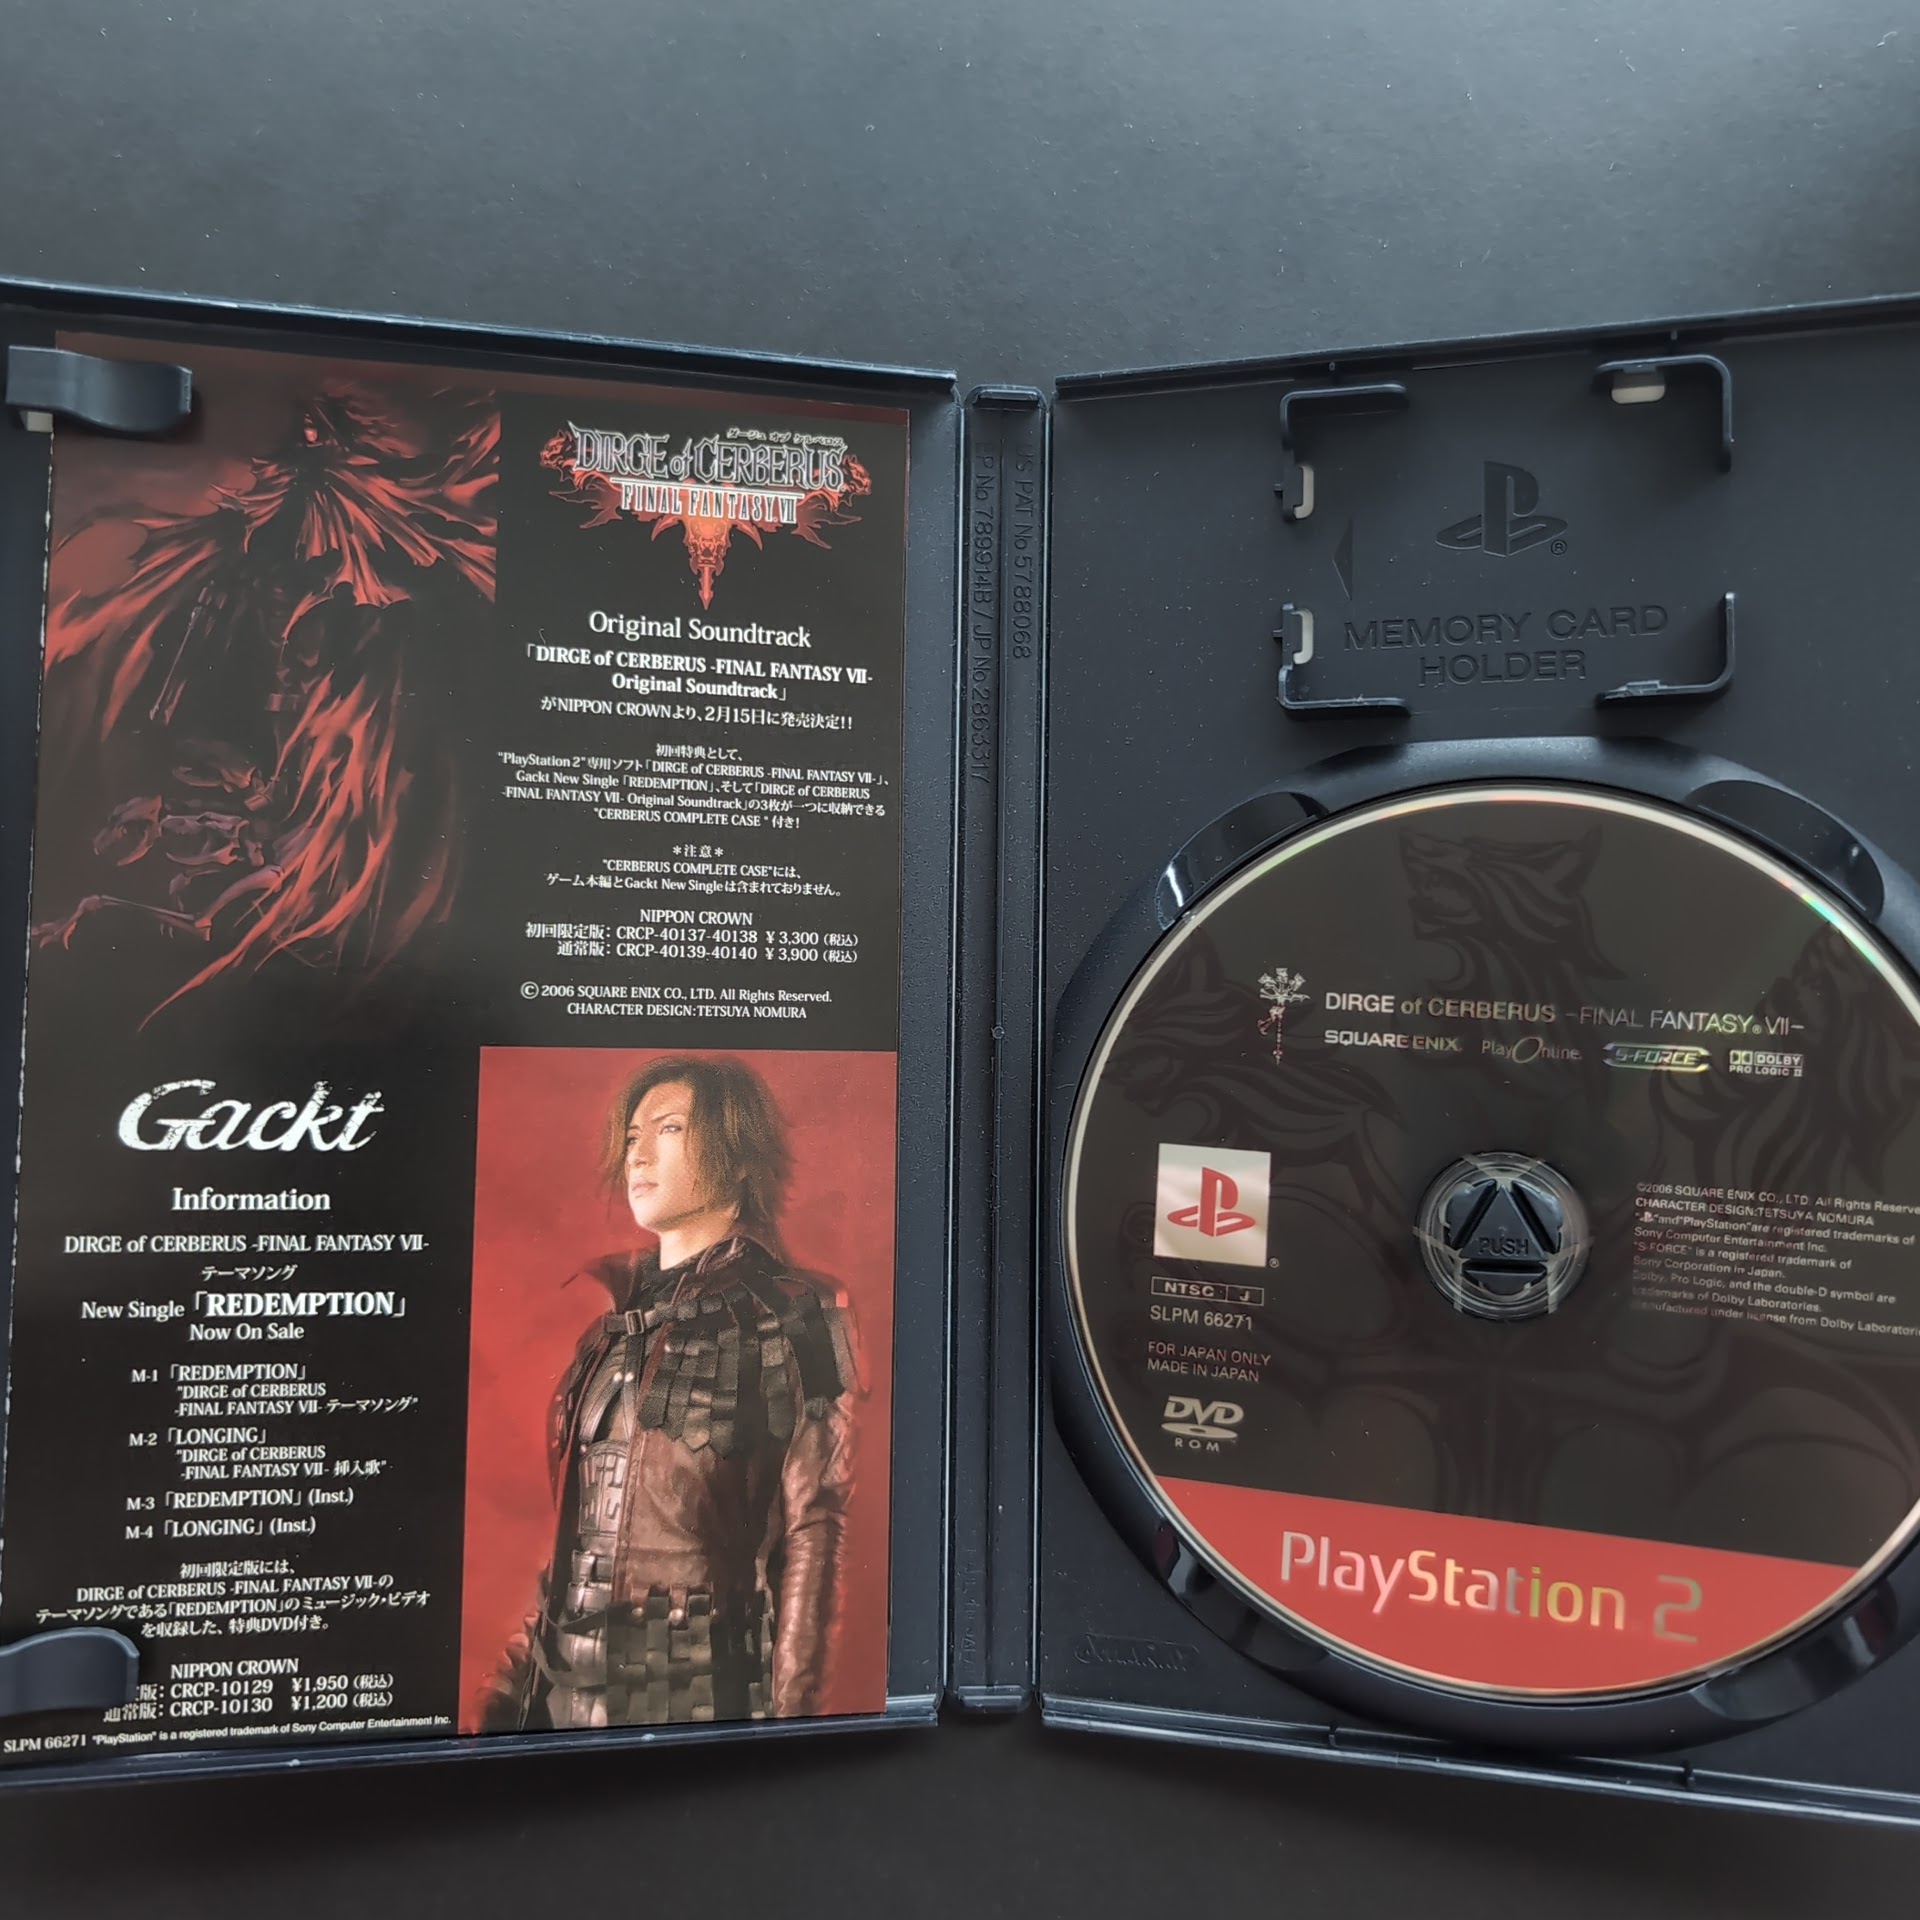 ダージュ オブ ケルベロス
DIRGE of CERBERUS
FINAL FANTASY VII
Original Soundtrack
「DIRGE of CERBERUS -FINAL FANTASY VII-
Original Soundtrack」
がNIPPON CROWNより、2月15日に発売決定!!
初回特典として、
"PlayStation 2"専用ソフト「DIRGE of CERBERUS -FINAL FANTASY VII-」、
Gackt New Single「REDEMPTION」、そして「DIRGE of CERBERUS
-FINAL FANTASY VII- Original Soundtrack」の3枚が一つに収納できる
"CERBERUS COMPLETE CASE" 付き!
＊注意＊
"CERBERUS COMPLETE CASE"には、
ゲーム本編とGackt New Singleは含まれておりません。
NIPPON CROWN
初回限定版: CRCP-40137-40138 ¥3,300 (税込)
通常版: CRCP-40139-40140 ¥3,900 (税込)
© 2006 SQUARE ENIX CO., LTD. All Rights Reserved.
CHARACTER DESIGN:TETSUYA NOMURA
Gackt
Information
DIRGE of CERBERUS -FINAL FANTASY VII-
テーマソング
New Single「REDEMPTION」
Now On Sale
M-1「REDEMPTION」
"DIRGE of CERBERUS
-FINAL FANTASY VII- テーマソング"
M-2「LONGING」
"DIRGE of CERBERUS
-FINAL FANTASY VII- 挿入歌"
M-3「REDEMPTION」(Inst.)
M-4「LONGING」(Inst.)
初回限定版には、
DIRGE of CERBERUS -FINAL FANTASY VII-の
テーマソングである「REDEMPTION」のミュージック・ビデオ
を収録した、特典DVD付き。
NIPPON CROWN
版: CRCP-10129 ¥1,950 (税込)
通常版: CRCP-10130 ¥1,200 (税込)
SLPM 66271 "PlayStation" is a registered trademark of Sony Computer Entertainment Inc.
US PAT No 5788068
EP No 789914B / JP No 2863317
MEMORY CARD
HOLDER
DIRGE of CERBERUS -FINAL FANTASY® VII-
SQUARE ENIX. PlayOnline. S-FORCE DOLBY
PRO LOGIC II
NTSC J
SLPM 66271
FOR JAPAN ONLY
MADE IN JAPAN
DVD
ROM
PUSH
©2006 SQUARE ENIX CO., LTD. All Rights
CHARACTER DESIGN:TETSUYA NOMURA
"and"PlayStation"are registered trademarks of
Sony Computer Entertainment Inc.
"S-FORCE" is a registered trademark of
Sony Corporation in Japan.
Dolby, Pro Logic, and the double-D symbol are
trademarks of Dolby Laboratories.
Manufactured under license from Dolby
PlayStation 2